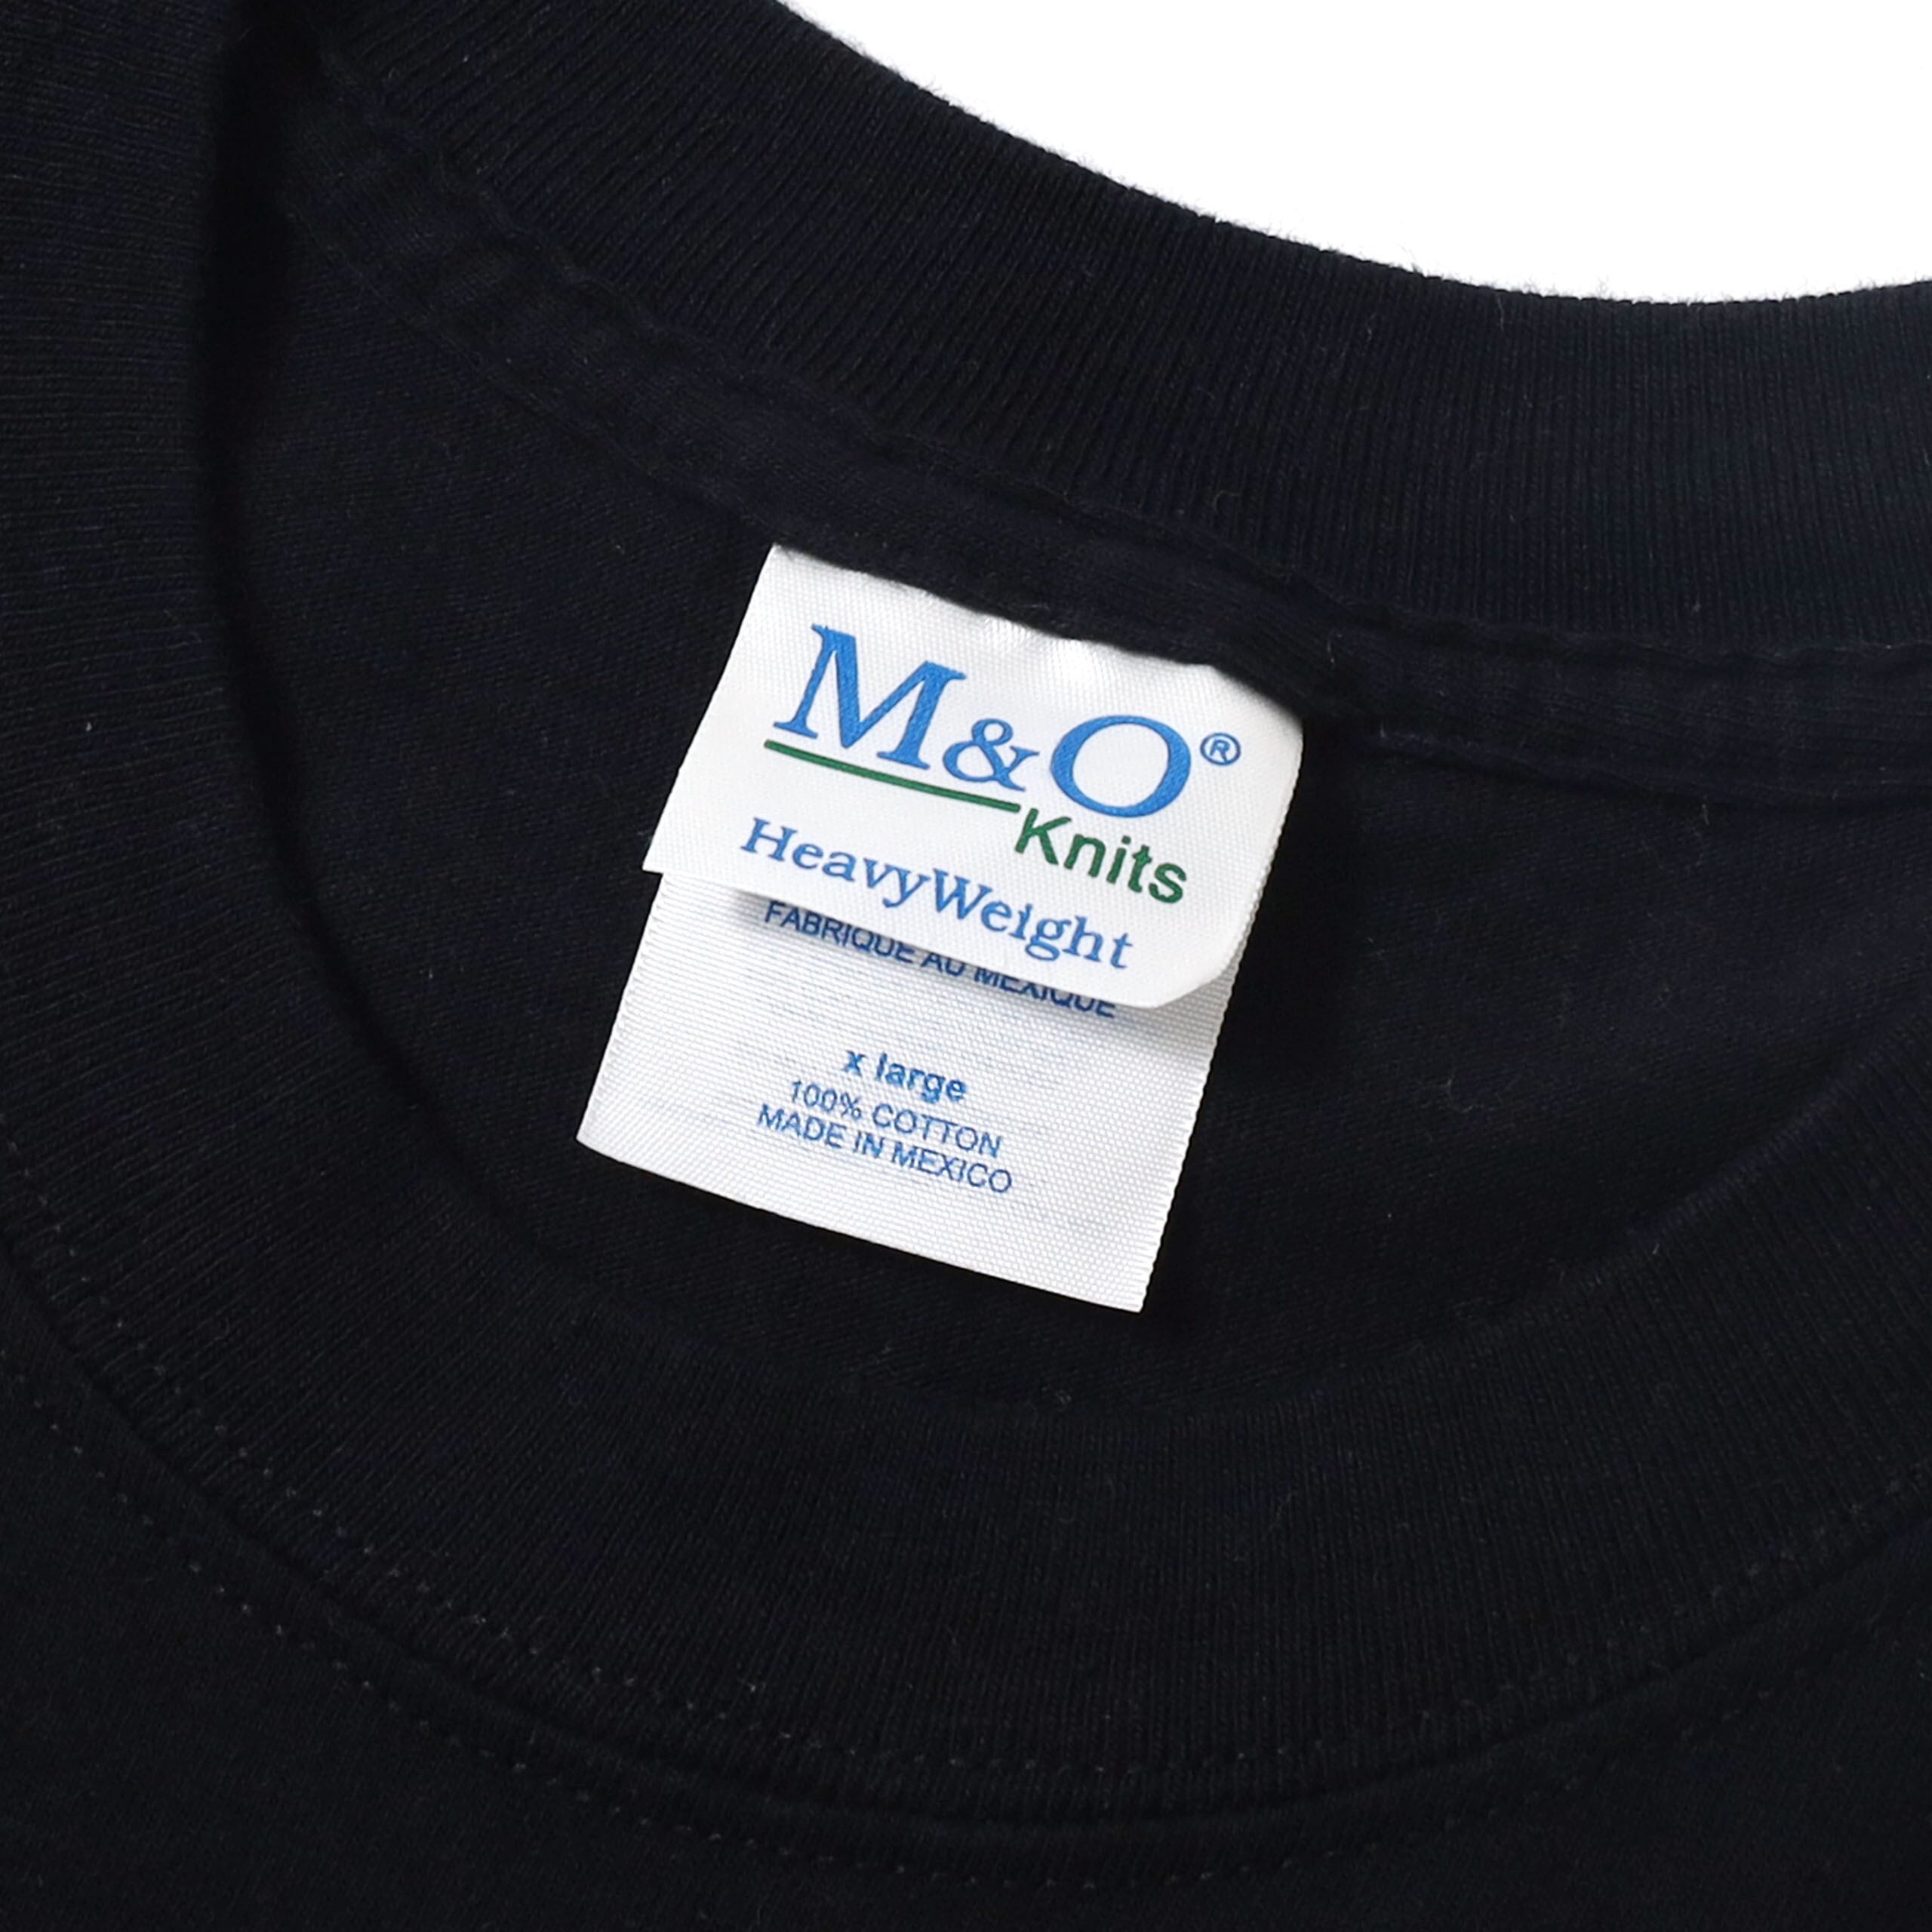 M&O®
Knits
HeavyWeight
FABRIQUE AU MEXIQUE
x large
100% COTTON
MADE IN MEXICO